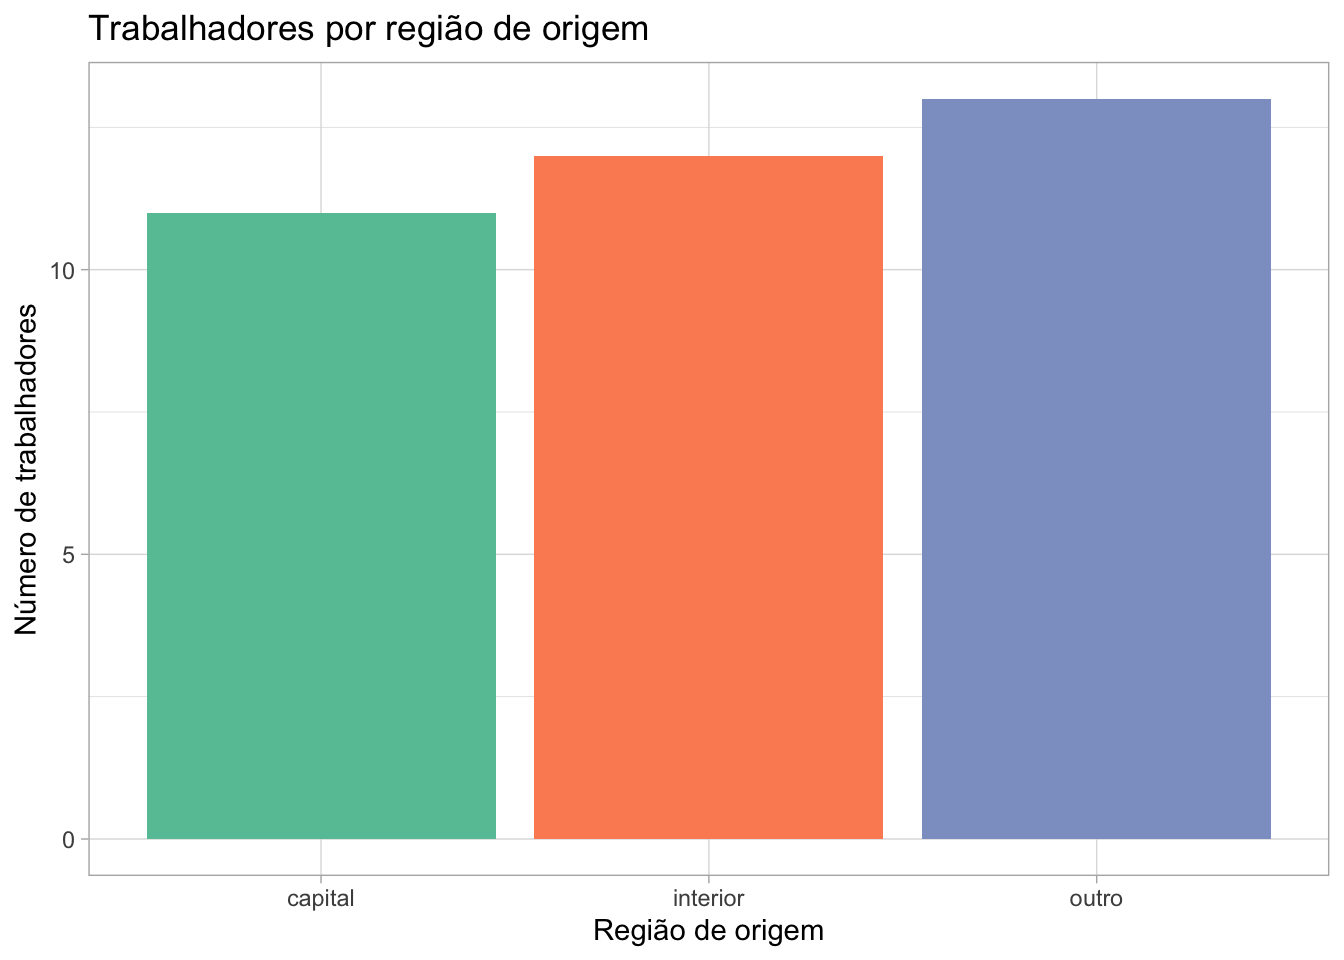 Trabalhadores por região de origem
Número de trabalhadores
10
5
0
capital
interior
outro
Região de origem